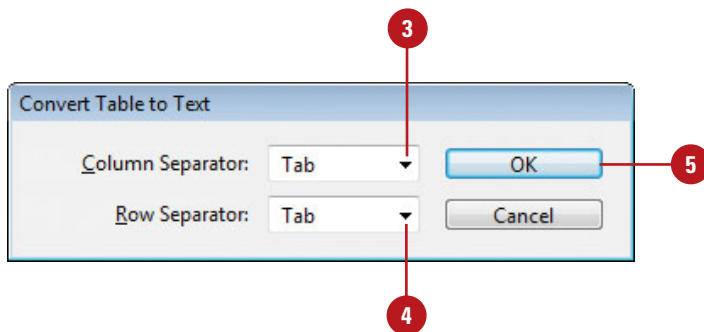 3
Convert Table to Text
Column Separator: Tab OK 5
Row Separator: Tab Cancel
4